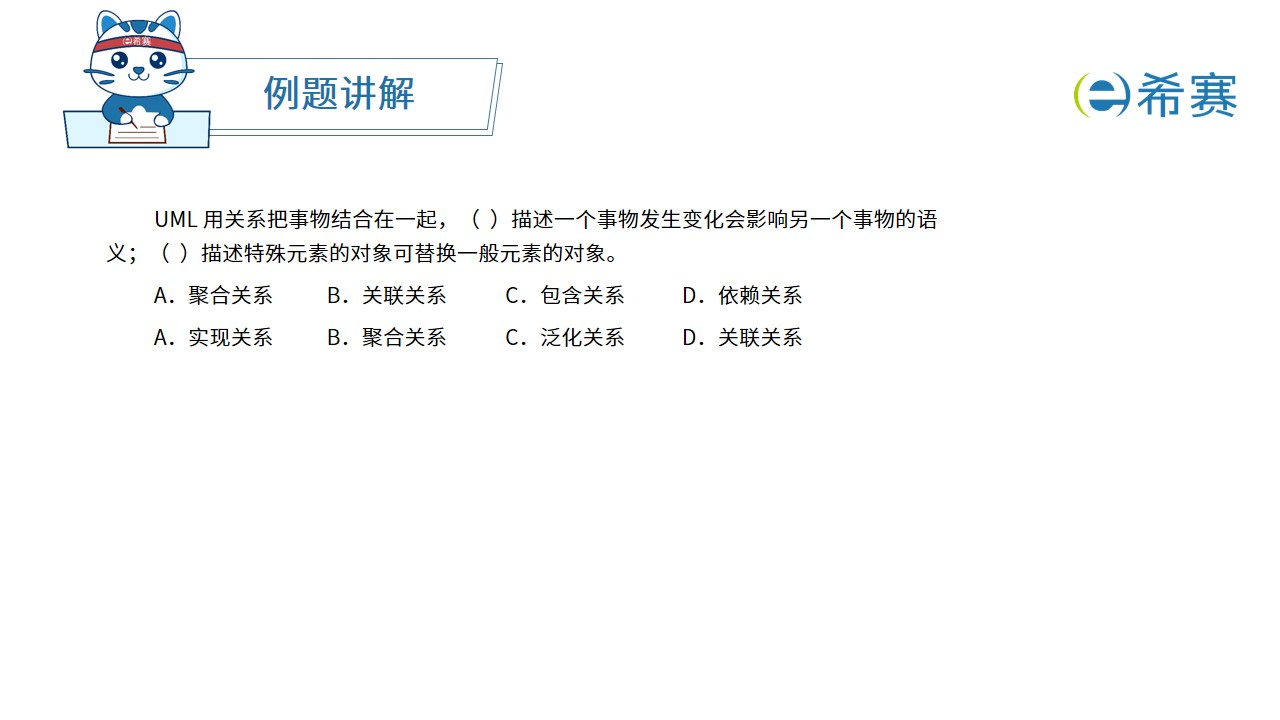 希赛
例题讲解
希赛
UML 用关系把事物结合在一起，（ ）描述一个事物发生变化会影响另一个事物的语
义；（ ）描述特殊元素的对象可替换一般元素的对象。
A．聚合关系 B．关联关系 C．包含关系 D．依赖关系
A．实现关系 B．聚合关系 C．泛化关系 D．关联关系